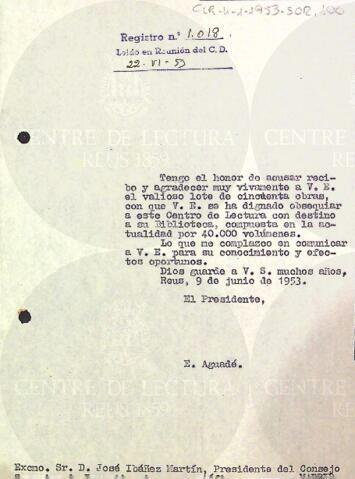 CLR-U-1-1953-SOR, 100
Registro n.º 1.018.
Leído en Reunión del C.D.
22-VI-53
CENTRE DE LECTURA
REUS 1859
Tengo el honor de acusar reci-
bo y agradecer muy vivamente a V. E.
el valioso lote de cincuenta obras,
con que V. E. se ha dignado obsequiar
a este Centro de Lectura con destino
a su Biblioteca, compuesta en la ac-
tualidad por 40.000 volúmenes.
Lo que me complazco en comunicar
a V. E. para su conocimiento y efec-
tos oportunos.
Dios guarde a V. S. muchos años,
Reus, 9 de junio de 1953.
El Presidente,
E. Aguadé.
CENTRE DE LECTURA
REUS 1859
Excmo. Sr. D. José Ibáñez Martín, Presidente del Consejo